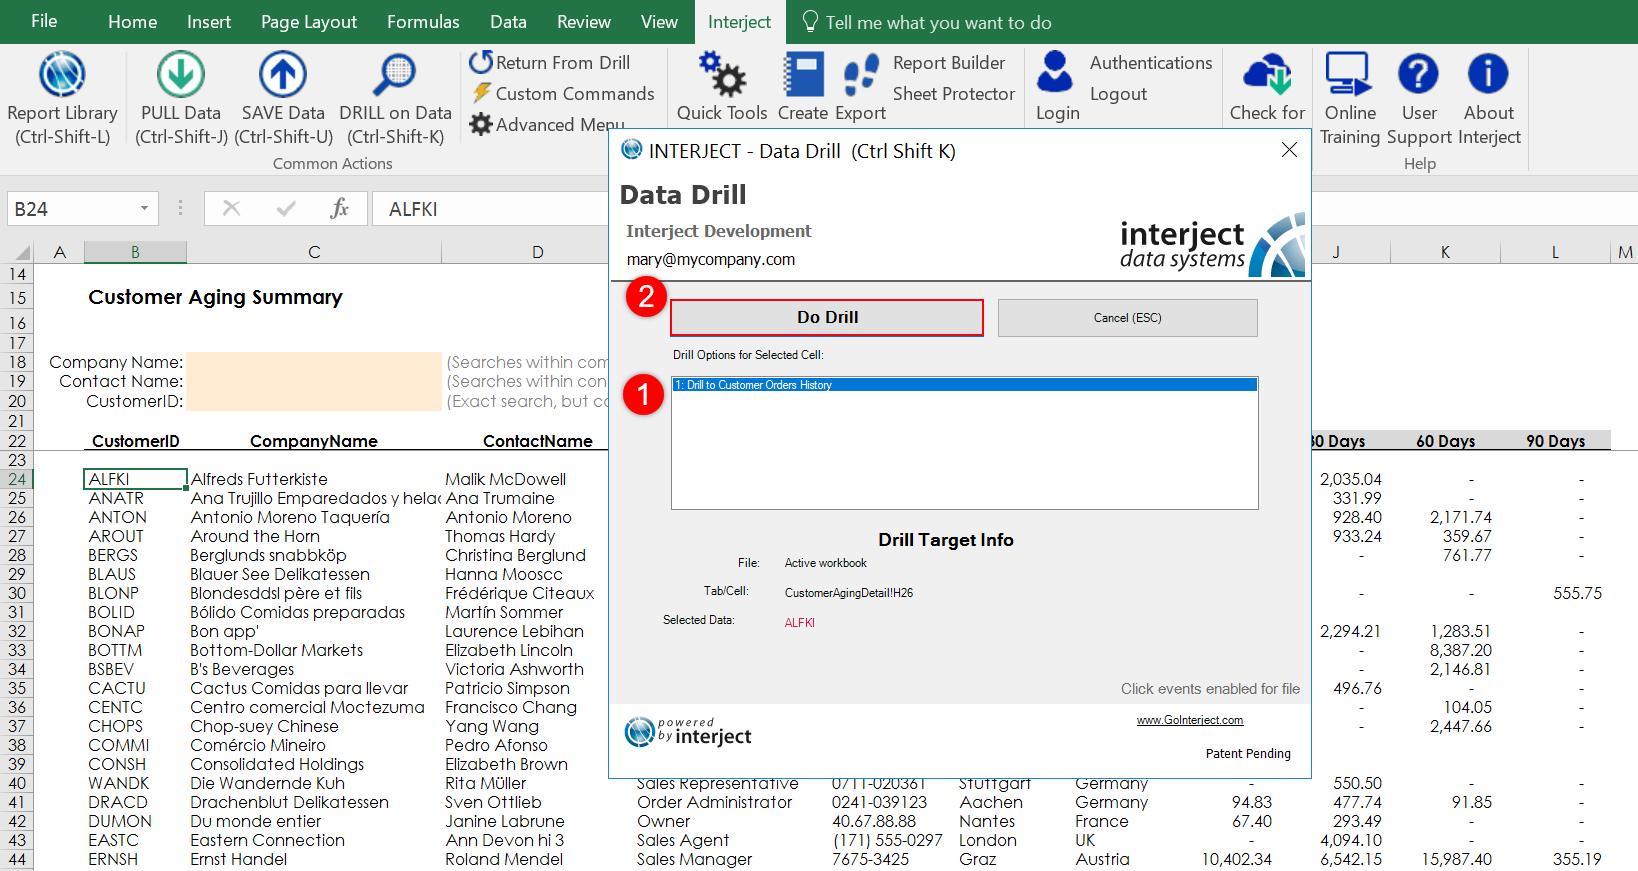 File Home Insert Page Layout Formulas Data Review View Interject Tell me what you want to do
Report Library (Ctrl-Shift-L)
PULL Data (Ctrl-Shift-J)
SAVE Data (Ctrl-Shift-U)
DRILL on Data (Ctrl-Shift-K)
Common Actions
Return From Drill
Custom Commands
Advanced Menu
Quick Tools
Create
Export
Report Builder
Sheet Protector
Login
Authentications
Logout
Check for
Online Training
User Support
About Interject
Help
B24 fx ALFKI
INTERJECT - Data Drill (Ctrl Shift K)
Data Drill
Interject Development
mary@mycompany.com
interject
data systems
2
Do Drill
Cancel (ESC)
Drill Options for Selected Cell:
1
1: Drill to Customer Orders History
Drill Target Info
File: Active workbook
Tab/Cell: CustomerAgingDetail!H26
Selected Data: ALFKI
Click events enabled for file
powered
by interject
www.GoInterject.com
Patent Pending
A B C D J K L M
14
15 Customer Aging Summary
16
17
18 Company Name: (Searches within com
19 Contact Name: (Searches within con
20 CustomerID: (Exact search, but c
21
22 CustomerID CompanyName ContactName 30 Days 60 Days 90 Days
23
24 ALFKI Alfreds Futterkiste Malik McDowell 2,035.04 - -
25 ANATR Ana Trujillo Emparedados y helac Ana Trumaine 331.99 - -
26 ANTON Antonio Moreno Taquería Antonio Moreno 928.40 2,171.74 -
27 AROUT Around the Horn Thomas Hardy 933.24 359.67 -
28 BERGS Berglunds snabbköp Christina Berglund - 761.77 -
29 BLAUS Blauer See Delikatessen Hanna Mooscc
30 BLONP Blondesddsl père et fils Frédérique Citeaux - - 555.75
31 BOLID Bólido Comidas preparadas Martín Sommer
32 BONAP Bon app' Laurence Lebihan 2,294.21 1,283.51 -
33 BOTTM Bottom-Dollar Markets Elizabeth Lincoln - 8,387.20 -
34 BSBEV B's Beverages Victoria Ashworth - 2,146.81 -
35 CACTU Cactus Comidas para llevar Patricio Simpson 496.76 - -
36 CENTC Centro comercial Moctezuma Francisco Chang - 104.05 -
37 CHOPS Chop-suey Chinese Yang Wang - 2,447.66 -
38 COMMI Comércio Mineiro Pedro Afonso
39 CONSH Consolidated Holdings Elizabeth Brown
40 WANDK Die Wandernde Kuh Rita Müller Sales Representative 0711-020361 Stuttgart Germany - 550.50 - -
41 DRACD Drachenblut Delikatessen Sven Ottlieb Order Administrator 0241-039123 Aachen Germany 94.83 477.74 91.85 -
42 DUMON Du monde entier Janine Labrune Owner 40.67.88.88 Nantes France 67.40 293.49 - -
43 EASTC Eastern Connection Ann Devon hi 3 Sales Agent (171) 555-0297 London UK - 4,094.10 - -
44 ERNSH Ernst Handel Roland Mendel Sales Manager 7675-3425 Graz Austria 10,402.34 6,542.15 15,987.40 355.19